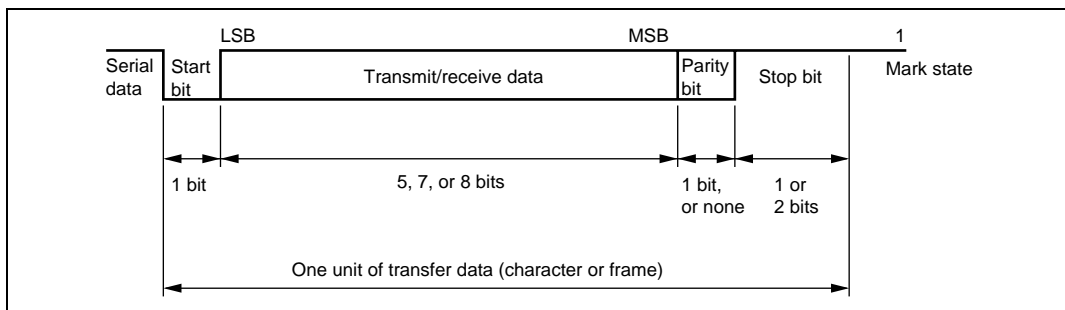 LSB MSB 1
Serial data
Start bit
Transmit/receive data
Parity bit
Stop bit
Mark state
1 bit
5, 7, or 8 bits
1 bit, or none
1 or 2 bits
One unit of transfer data (character or frame)